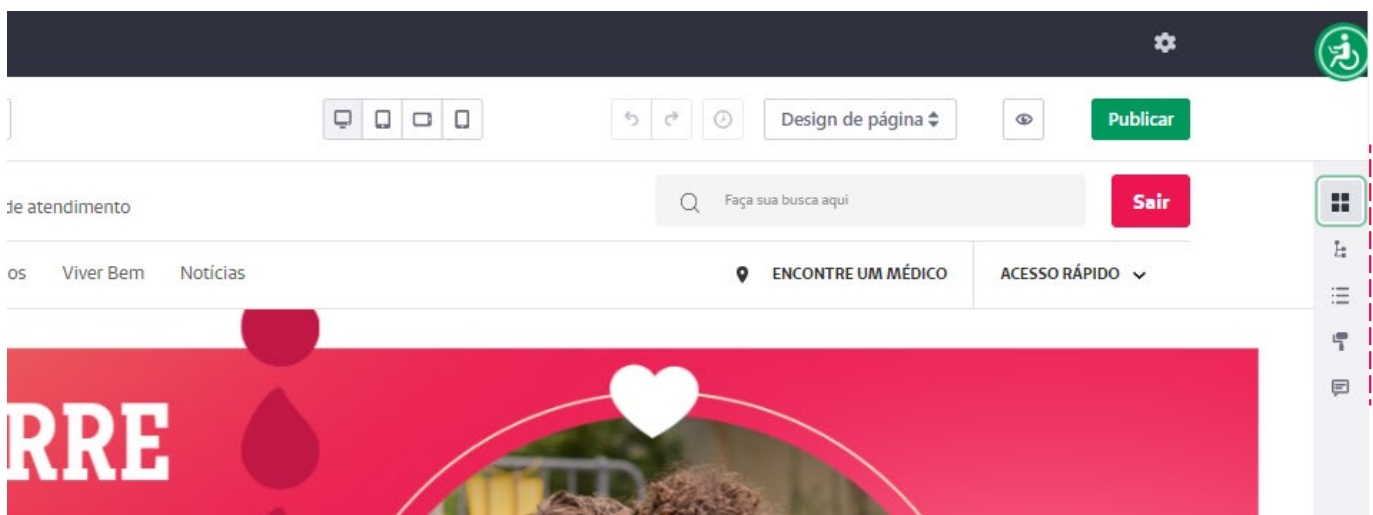 Design de página
Publicar
de atendimento
Faça sua busca aqui
Sair
os Viver Bem Notícias
ENCONTRE UM MÉDICO
ACESSO RÁPIDO
RRE